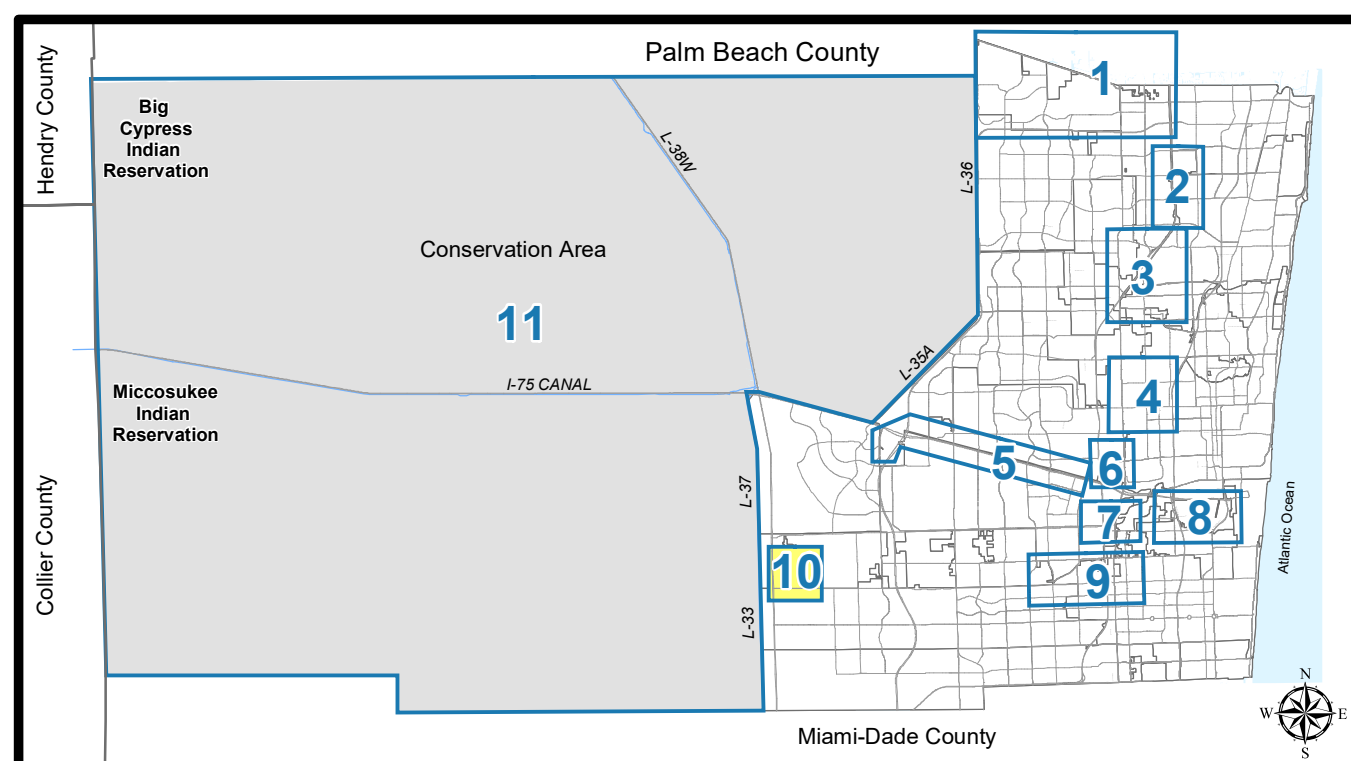 Palm Beach County
Hendry County
1
Big
Cypress
Indian
Reservation
L-38W
L-36
2
Conservation Area
3
11
L-35A
I-75 CANAL
Miccosukee
Indian
Reservation
4
5
6
L-37
7
8
Collier County
Atlantic Ocean
10
9
L-33
N
W
E
S
Miami-Dade County